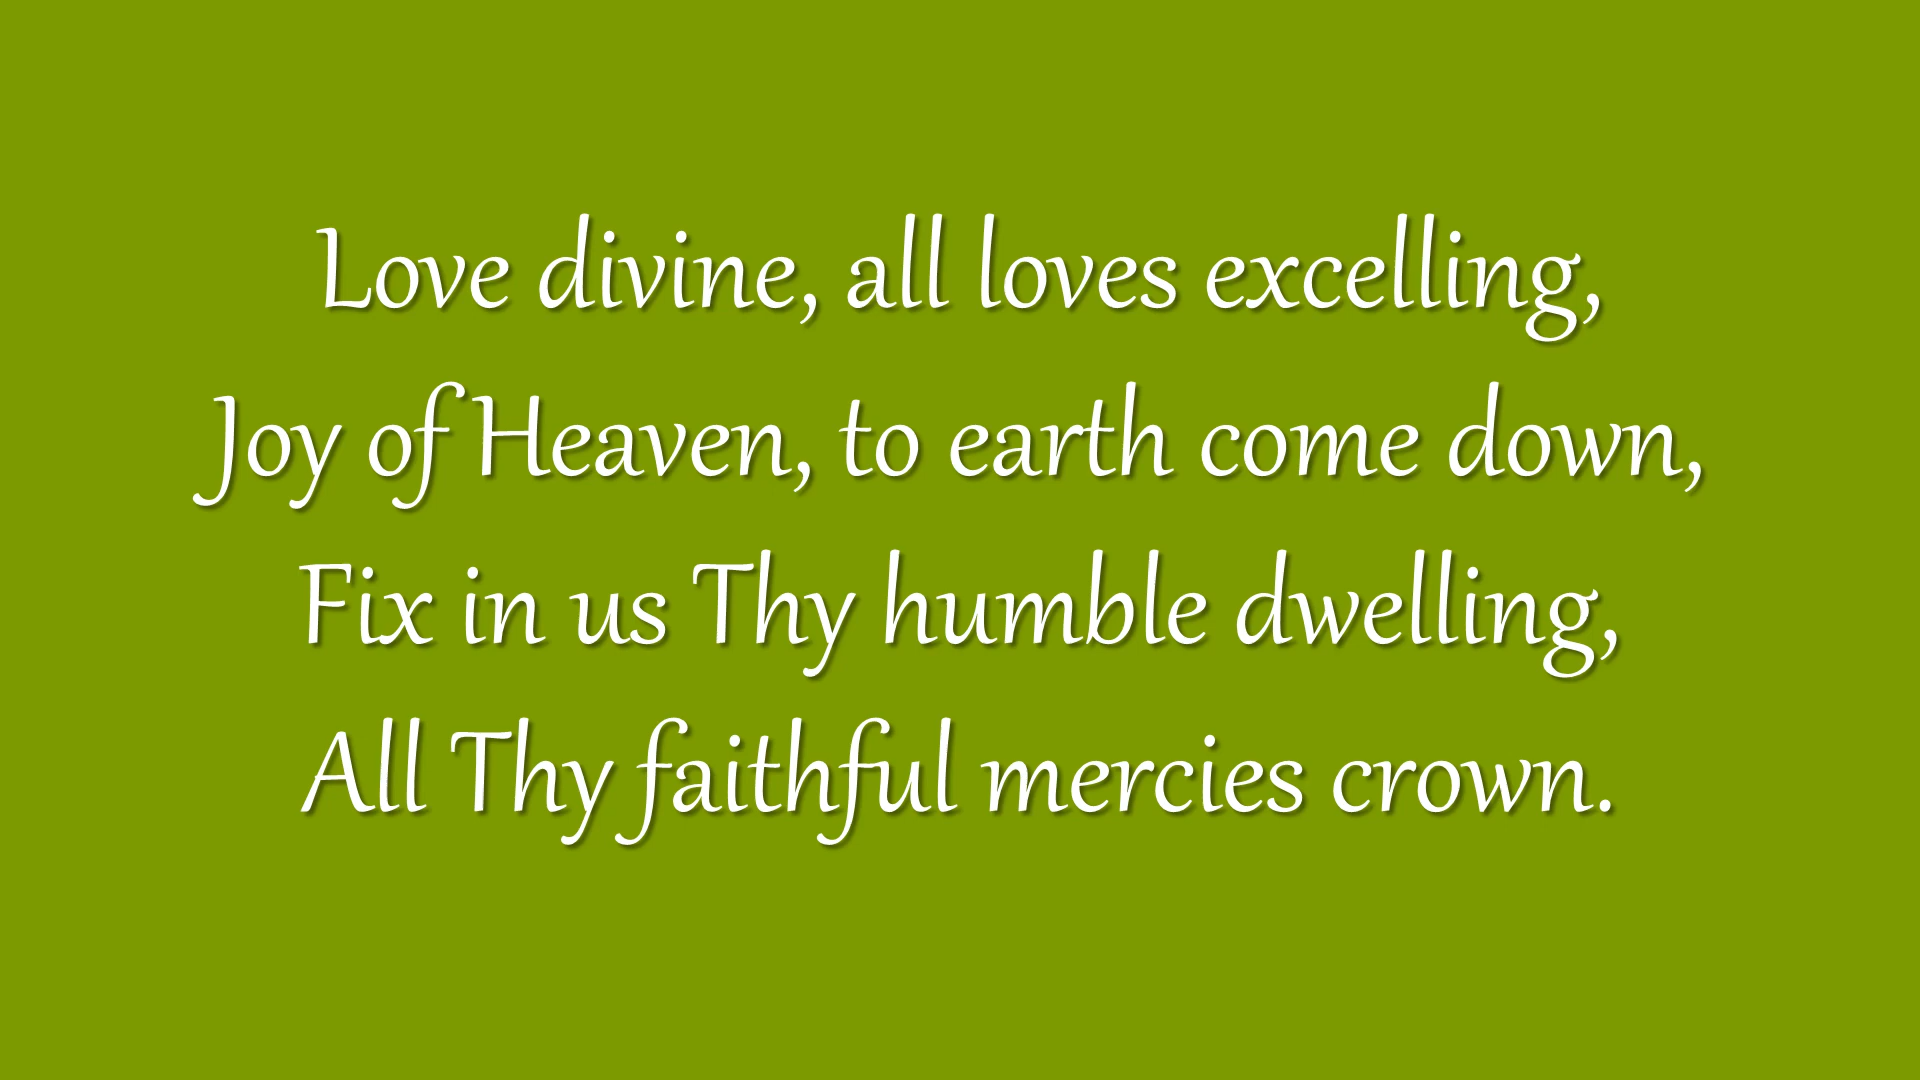 Love divine, all loves excelling,
Joy of Heaven, to earth come down,
Fix in us Thy humble dwelling,
All Thy faithful mercies crown.